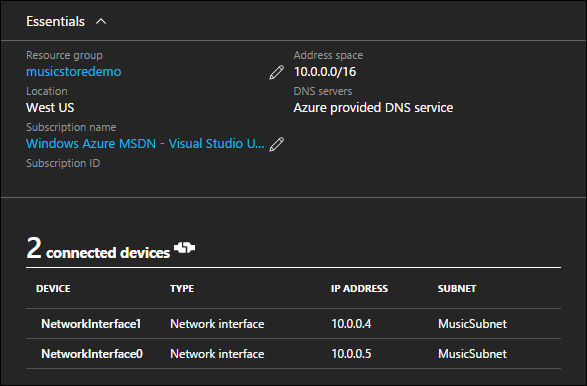 Essentials
Resource group
musicstoredemo
Address space
10.0.0.0/16
Location
West US
DNS servers
Azure provided DNS service
Subscription name
Windows Azure MSDN - Visual Studio U...
Subscription ID
2 connected devices
DEVICE TYPE IP ADDRESS SUBNET
NetworkInterface1 Network interface 10.0.0.4 MusicSubnet
NetworkInterface0 Network interface 10.0.0.5 MusicSubnet